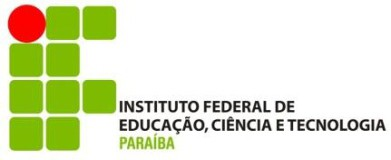 INSTITUTO FEDERAL DE
EDUCAÇÃO, CIÊNCIA E TECNOLOGIA
PARAÍBA